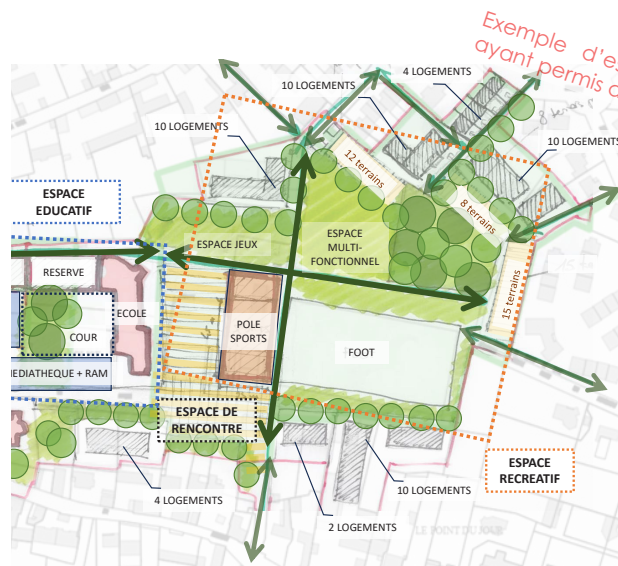 Exemple d'es
ayant permis d
4 LOGEMENTS
10 LOGEMENTS
10 LOGEMENTS
10 LOGEMENTS
12 terrains
8 terrains
15 terrains
ESPACE
EDUCATIF
ESPACE JEUX
ESPACE
MULTI-
FONCTIONNEL
RESERVE
ECOLE
COUR
POLE
SPORTS
FOOT
MEDIATHEQUE + RAM
ESPACE DE
RENCONTRE
ESPACE
RECREATIF
4 LOGEMENTS
2 LOGEMENTS
10 LOGEMENTS
LE POINT DU JOUR